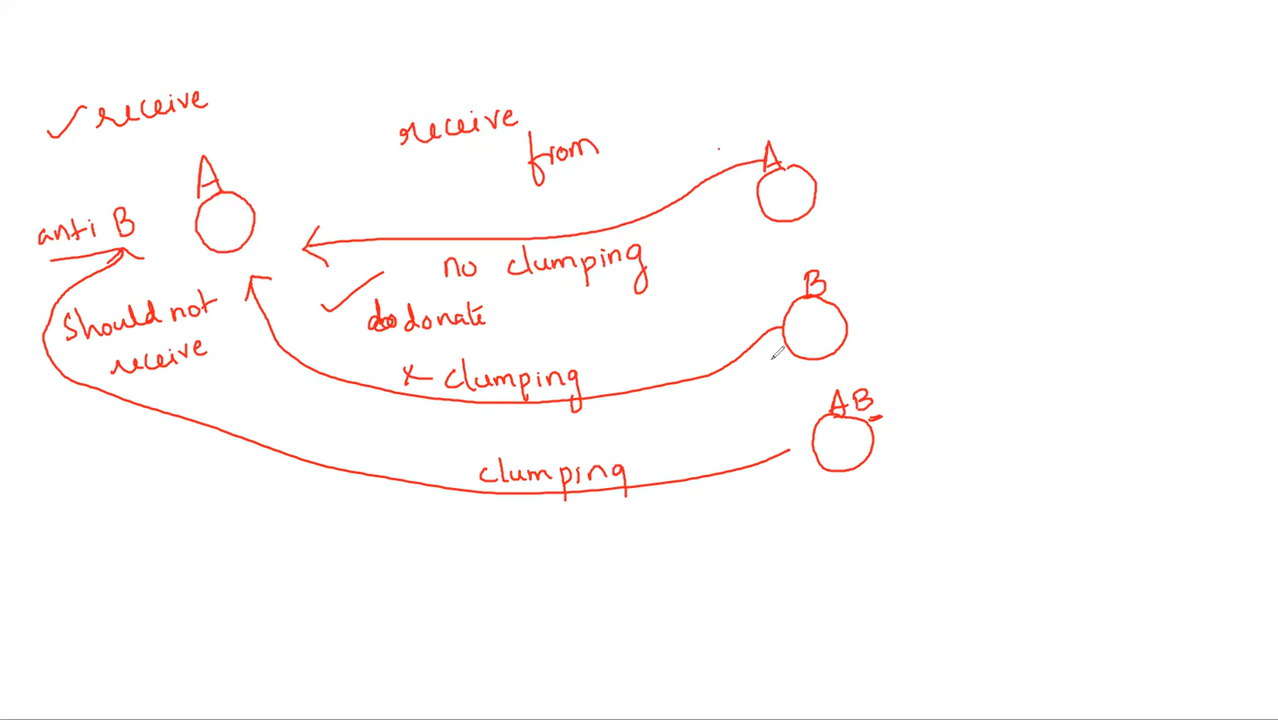 ✓ receive
receive
from
A
A
anti B
no clumping
B
Should not
receive
✓
donate
x clumping
AB
clumping